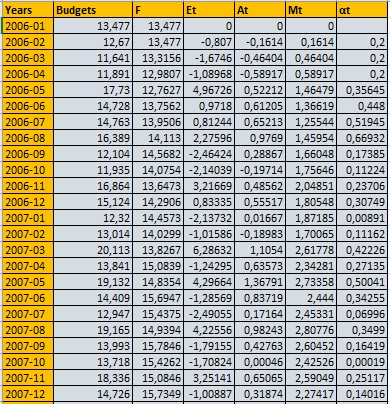 Years Budgets F Et At Mt αt
2006-01 13,477 13,477 0 0 0
2006-02 12,67 13,477 -0,807 -0,1614 0,1614 0,2
2006-03 11,641 13,3156 -1,6746 -0,46404 0,46404 0,2
2006-04 11,891 12,9807 -1,08968 -0,58917 0,58917 0,2
2006-05 17,73 12,7627 4,96726 0,52212 1,46479 0,35645
2006-06 14,728 13,7562 0,9718 0,61205 1,36619 0,448
2006-07 14,763 13,9506 0,81244 0,65213 1,25544 0,51945
2006-08 16,389 14,113 2,27596 0,9769 1,45954 0,66932
2006-09 12,104 14,5682 -2,46424 0,28867 1,66048 0,17385
2006-10 11,935 14,0754 -2,14039 -0,19714 1,75646 0,11224
2006-11 16,864 13,6473 3,21669 0,48562 2,04851 0,23706
2006-12 15,124 14,2906 0,83335 0,55517 1,80548 0,30749
2007-01 12,32 14,4573 -2,13732 0,01667 1,87185 0,00891
2007-02 13,014 14,0299 -1,01586 -0,18983 1,70065 0,11162
2007-03 20,113 13,8267 6,28632 1,1054 2,61778 0,42226
2007-04 13,841 15,0839 -1,24295 0,63573 2,34281 0,27135
2007-05 19,132 14,8354 4,29664 1,36791 2,73358 0,50041
2007-06 14,409 15,6947 -1,28569 0,83719 2,444 0,34255
2007-07 12,947 15,4375 -2,49055 0,17164 2,45331 0,06996
2007-08 19,165 14,9394 4,22556 0,98243 2,80776 0,3499
2007-09 13,993 15,7846 -1,79155 0,42763 2,60452 0,16419
2007-10 13,718 15,4262 -1,70824 0,00046 2,42526 0,00019
2007-11 18,336 15,0846 3,25141 0,65065 2,59049 0,25117
2007-12 14,726 15,7349 -1,00887 0,31874 2,27417 0,14016